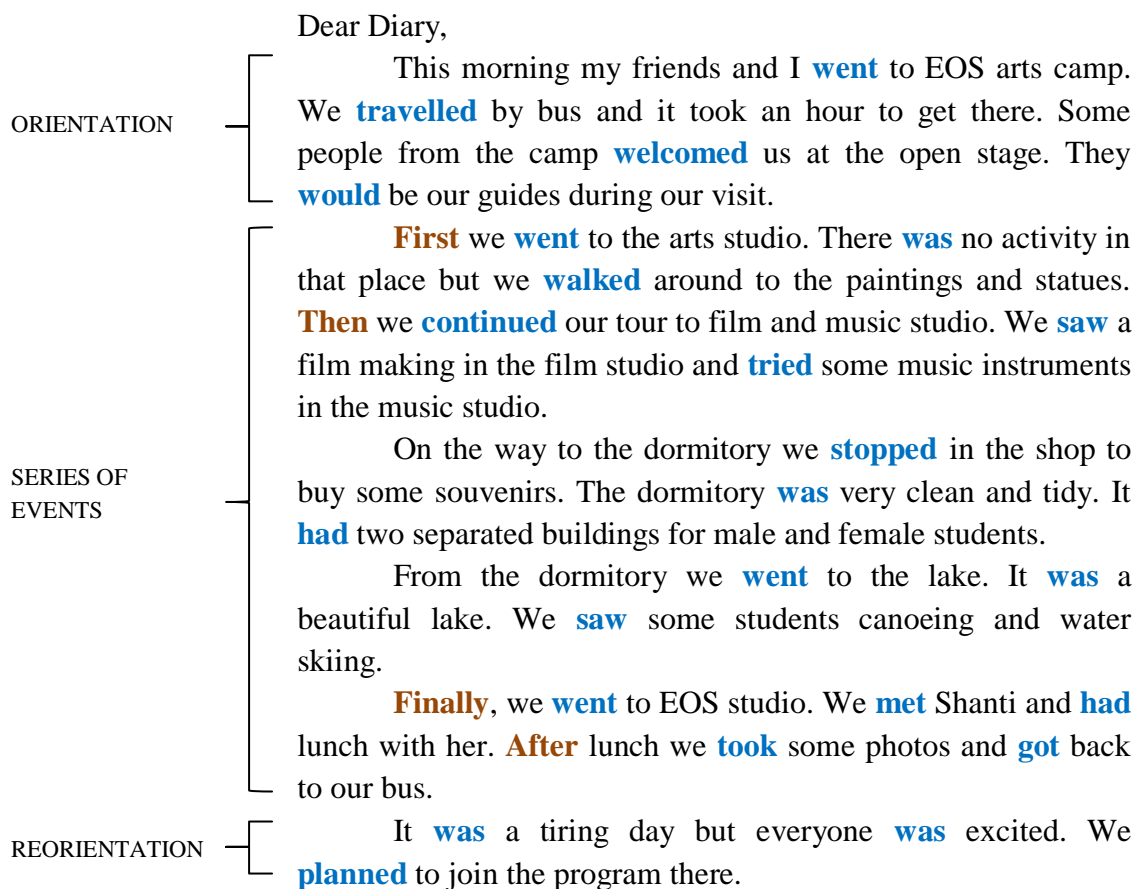 Dear Diary,
This morning my friends and I went to EOS arts camp.
We travelled by bus and it took an hour to get there. Some
ORIENTATION
people from the camp welcomed us at the open stage. They
would be our guides during our visit.
First we went to the arts studio. There was no activity in
that place but we walked around to the paintings and statues.
Then we continued our tour to film and music studio. We saw a
film making in the film studio and tried some music instruments
in the music studio.
On the way to the dormitory we stopped in the shop to
SERIES OF
EVENTS
buy some souvenirs. The dormitory was very clean and tidy. It
had two separated buildings for male and female students.
From the dormitory we went to the lake. It was a
beautiful lake. We saw some students canoeing and water
skiing.
Finally, we went to EOS studio. We met Shanti and had
lunch with her. After lunch we took some photos and got back
to our bus.
It was a tiring day but everyone was excited. We
REORIENTATION
planned to join the program there.